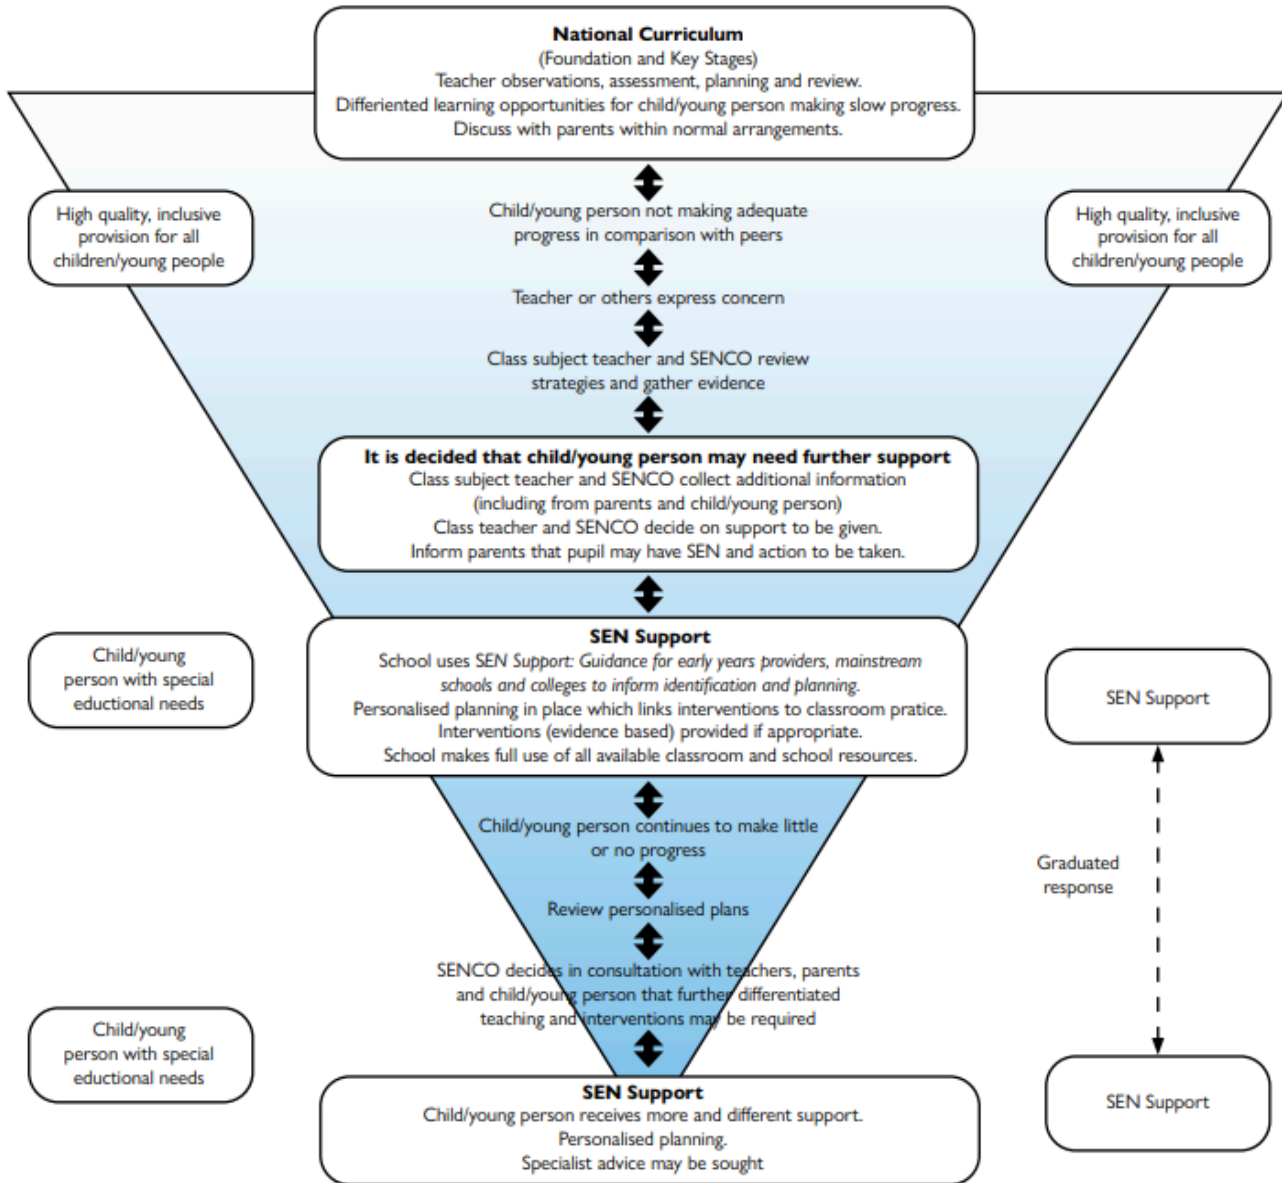 National Curriculum
(Foundation and Key Stages)
Teacher observations, assessment, planning and review.
Differiented learning opportunities for child/young person making slow progress.
Discuss with parents within normal arrangements.
High quality, inclusive
provision for all
children/young people
Child/young person not making adequate
progress in comparison with peers
High quality, inclusive
provision for all
children/young people
Teacher or others express concern
Class subject teacher and SENCO review
strategies and gather evidence
It is decided that child/young person may need further support
Class subject teacher and SENCO collect additional information
(including from parents and child/young person)
Class teacher and SENCO decide on support to be given.
Inform parents that pupil may have SEN and action to be taken.
Child/young
person with special
eductional needs
SEN Support
School uses SEN Support: Guidance for early years providers, mainstream
schools and colleges to inform identification and planning.
Personalised planning in place which links interventions to classroom pratice.
Interventions (evidence based) provided if appropriate.
School makes full use of all available classroom and school resources.
SEN Support
Child/young person continues to make little
or no progress
Graduated
response
Review personalised plans
SENCO decides in consultation with teachers, parents
and child/young person that further differentiated
teaching and interventions may be required
Child/young
person with special
eductional needs
SEN Support
Child/young person receives more and different support.
Personalised planning.
Specialist advice may be sought
SEN Support